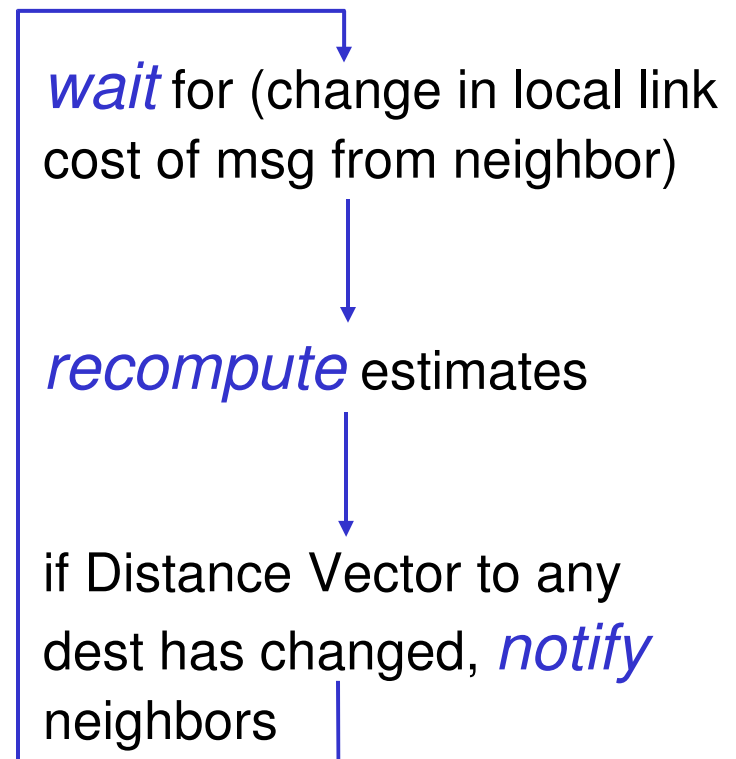 wait for (change in local link
cost of msg from neighbor)
recompute estimates
if Distance Vector to any
dest has changed, notify
neighbors